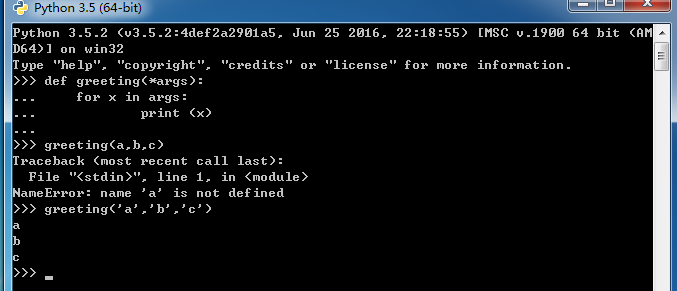 Python 3.5 (64-bit)
Python 3.5.2 (v3.5.2:4def2a2901a5, Jun 25 2016, 22:18:55) [MSC v.1900 64 bit (AM
D64)] on win32
Type "help", "copyright", "credits" or "license" for more information.
>>> def greeting(*args):
...     for x in args:
...             print (x)
...
>>> greeting(a,b,c)
Traceback (most recent call last):
  File "<stdin>", line 1, in <module>
NameError: name 'a' is not defined
>>> greeting('a','b','c')
a
b
c
>>>